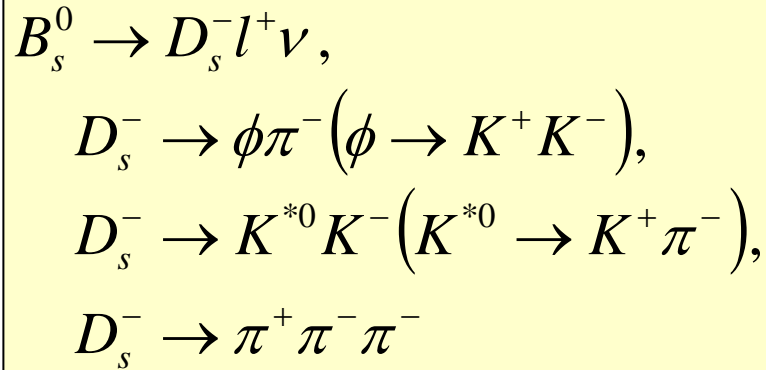 B_s^0 → D_s^- l^+ ν ,
D_s^- → φπ^- (φ → K^+ K^-),
D_s^- → K^{*0} K^- (K^{*0} → K^+ π^-),
D_s^- → π^+ π^- π^-